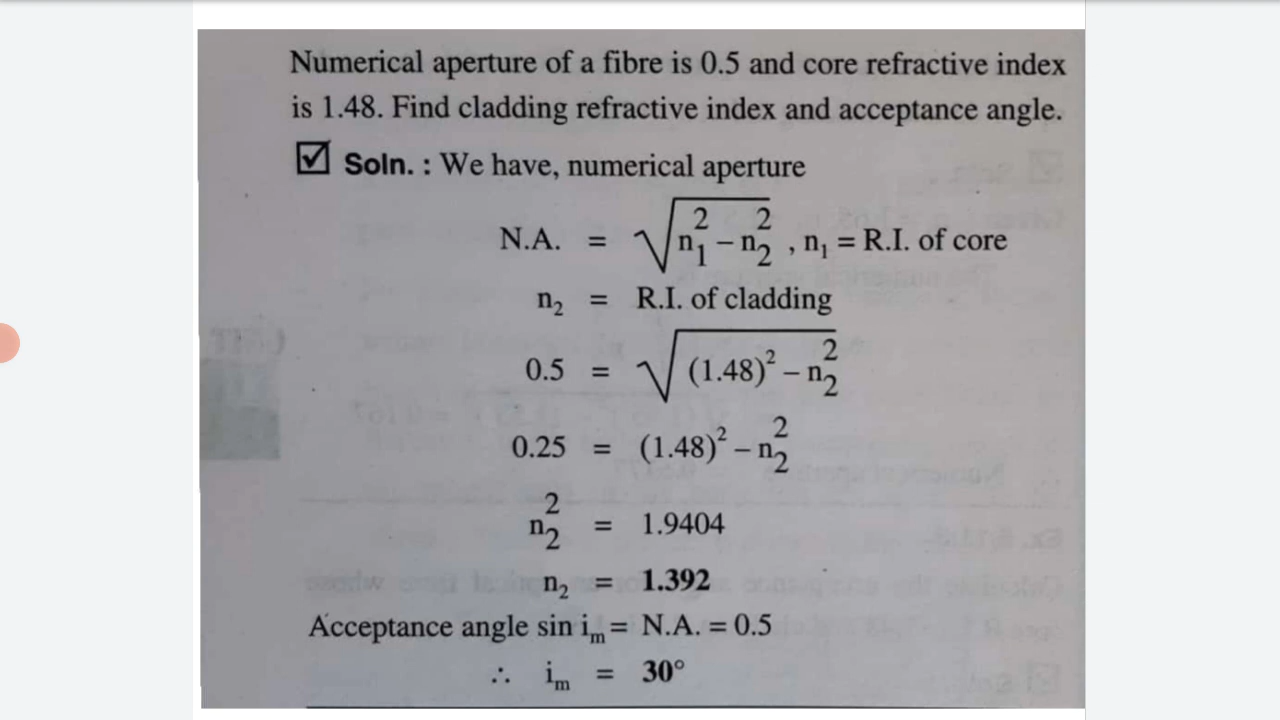 Numerical aperture of a fibre is 0.5 and core refractive index
is 1.48. Find cladding refractive index and acceptance angle.
☑ Soln. : We have, numerical aperture
N.A. = √(n₁² – n₂²) , n₁ = R.I. of core
n₂ = R.I. of cladding
0.5 = √((1.48)² – n₂²)
0.25 = (1.48)² – n₂²
n₂² = 1.9404
n₂ = 1.392
Acceptance angle sin iₘ = N.A. = 0.5
∴ iₘ = 30°